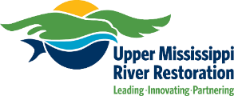 Upper Mississippi
River Restoration
Leading·Innovating·Partnering